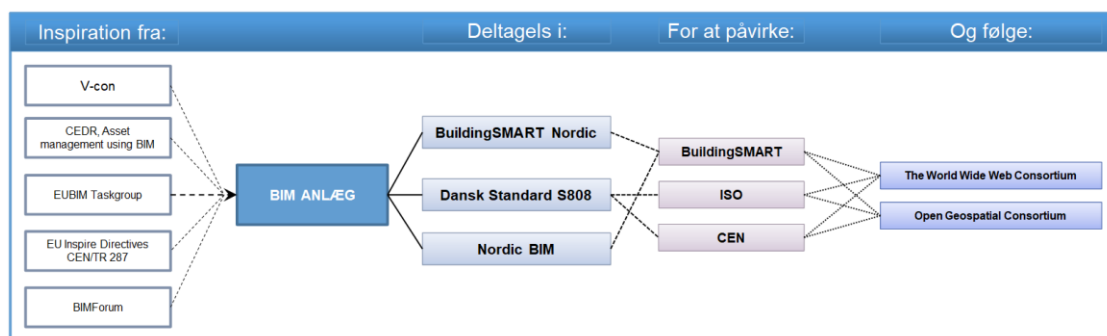 Inspiration fra:
Deltagels i:
For at påvirke:
Og følge:
V-con
CEDR, Asset
management using BIM
EUBIM Taskgroup
EU Inspire Directives
CEN/TR 287
BIMForum
BIM ANLÆG
BuildingSMART Nordic
Dansk Standard S808
Nordic BIM
BuildingSMART
ISO
CEN
The World Wide Web Consortium
Open Geospatial Consortium